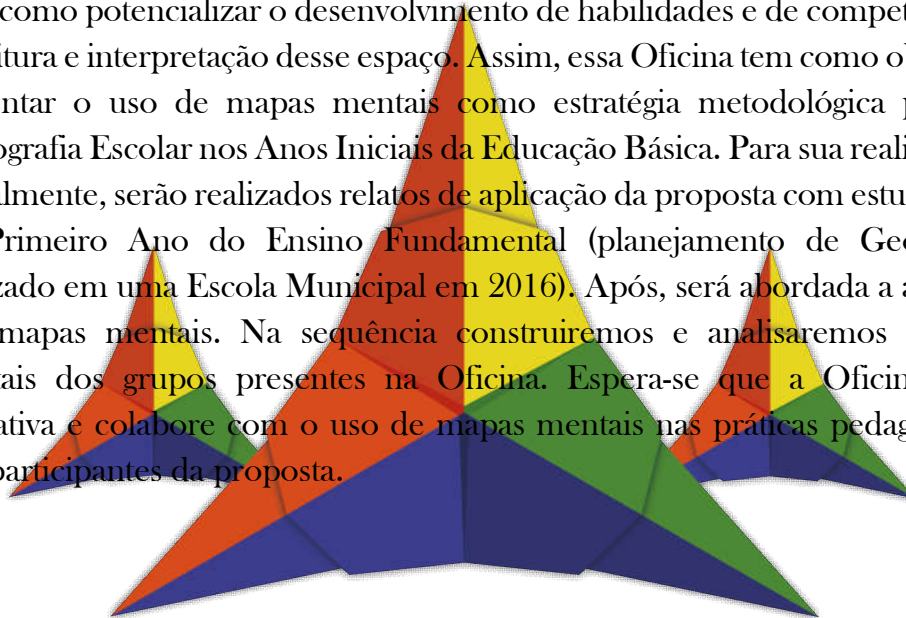 como potencializar o desenvolvimento de habilidades e de compet
itura e interpretação desse espaço. Assim, essa Oficina tem como o
ntar o uso de mapas mentais como estratégia metodológica p
ografia Escolar nos Anos Iniciais da Educação Básica. Para sua reali
almente, serão realizados relatos de aplicação da proposta com estu
Primeiro Ano do Ensino Fundamental (planejamento de Geo
zado em uma Escola Municipal em 2016). Após, será abordada a a
mapas mentais. Na sequência construiremos e analisaremos
tais dos grupos presentes na Oficina. Espera-se que a Oficin
ativa e colabore com o uso de mapas mentais nas práticas pedag
participantes da proposta.